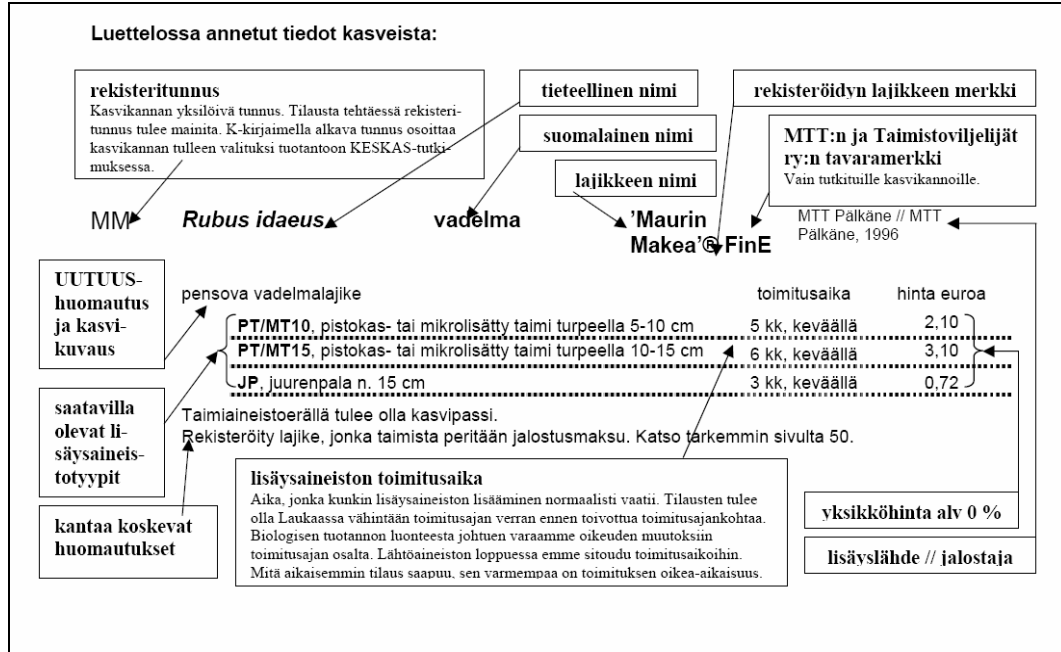 Luettelossa annetut tiedot kasveista:
rekisteritunnus
Kasvikannan yksilöivä tunnus. Tilausta tehtäessä rekisteri-
tunnus tulee mainita. K-kirjaimella alkava tunnus osoittaa
kasvikannan tulleen valituksi tuotantoon KESKAS-tutki-
muksessa.
tieteellinen nimi
suomalainen nimi
lajikkeen nimi
rekisteröidyn lajikkeen merkki
MTT:n ja Taimistoviljelijät
ry:n tavaramerkki
Vain tutkituille kasvikannoille.
MM
Rubus idaeus
vadelma
’Maurin
Makea’® FinE
MTT Pälkäne // MTT
Pälkäne, 1996
UUTUUS-
huomautus
ja kasvi-
kuvaus
pensova vadelmalajike
toimitusaika
hinta euroa
PT/MT10, pistokas- tai mikrolisätty taimi turpeella 5-10 cm
5 kk, keväällä
2,10
PT/MT15, pistokas- tai mikrolisätty taimi turpeella 10-15 cm
6 kk, keväällä
3,10
JP, juurenpala n. 15 cm
3 kk, keväällä
0,72
saatavilla
olevat li-
säysaineis-
totyypit
Taimiaineistoerällä tulee olla kasvipassi.
Rekisteröity lajike, jonka taimista peritään jalostusmaksu. Katso tarkemmin sivulta 50.
kantaa koskevat
huomautukset
lisäysaineiston toimitusaika
Aika, jonka kunkin lisäysaineiston lisääminen normaalisti vaatii. Tilausten tulee
olla Laukaassa vähintään toimitusajan verran ennen toivottua toimitusajankohtaa.
Biologisen tuotannon luonteesta johtuen varaamme oikeuden muutoksiin
toimitusajan osalta. Lähtöaineiston loppuessa emme sitoudu toimitusaikoihin.
Mitä aikaisemmin tilaus saapuu, sen varmempaa on toimituksen oikea-aikaisuus.
yksikköhinta alv 0 %
lisäyslähde // jalostaja